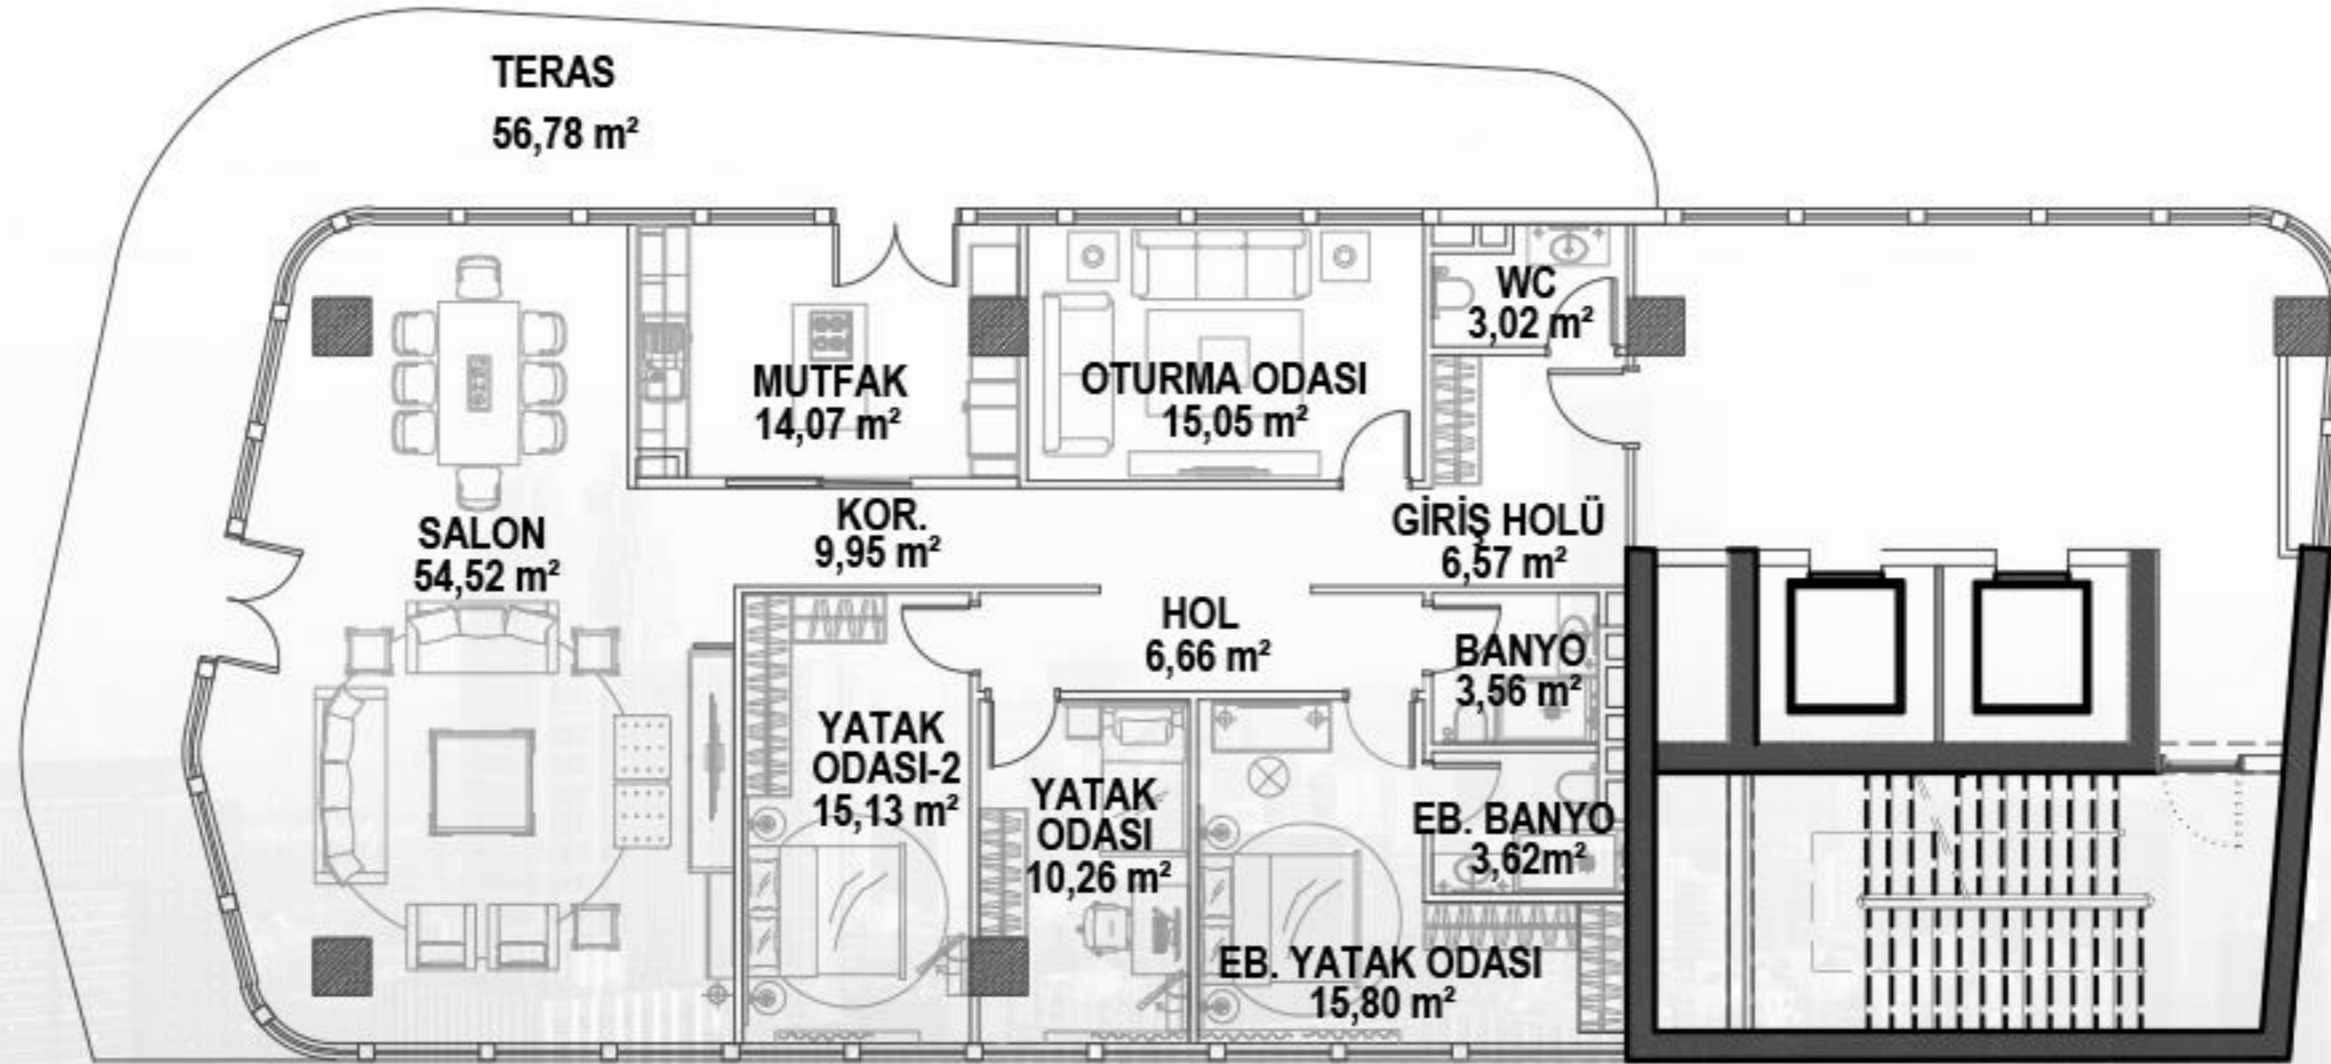 TERAS
56,78 m²
WC
3,02 m²
MUTFAK
14,07 m²
OTURMA ODASI
15,05 m²
SALON
54,52 m²
KOR.
9,95 m²
GİRİŞ HOLÜ
6,57 m²
HOL
6,66 m²
BANYO
3,56 m²
YATAK
ODASI-2
15,13 m²
YATAK
ODASI
10,26 m²
EB. BANYO
3,62m²
EB. YATAK ODASI
15,80 m²